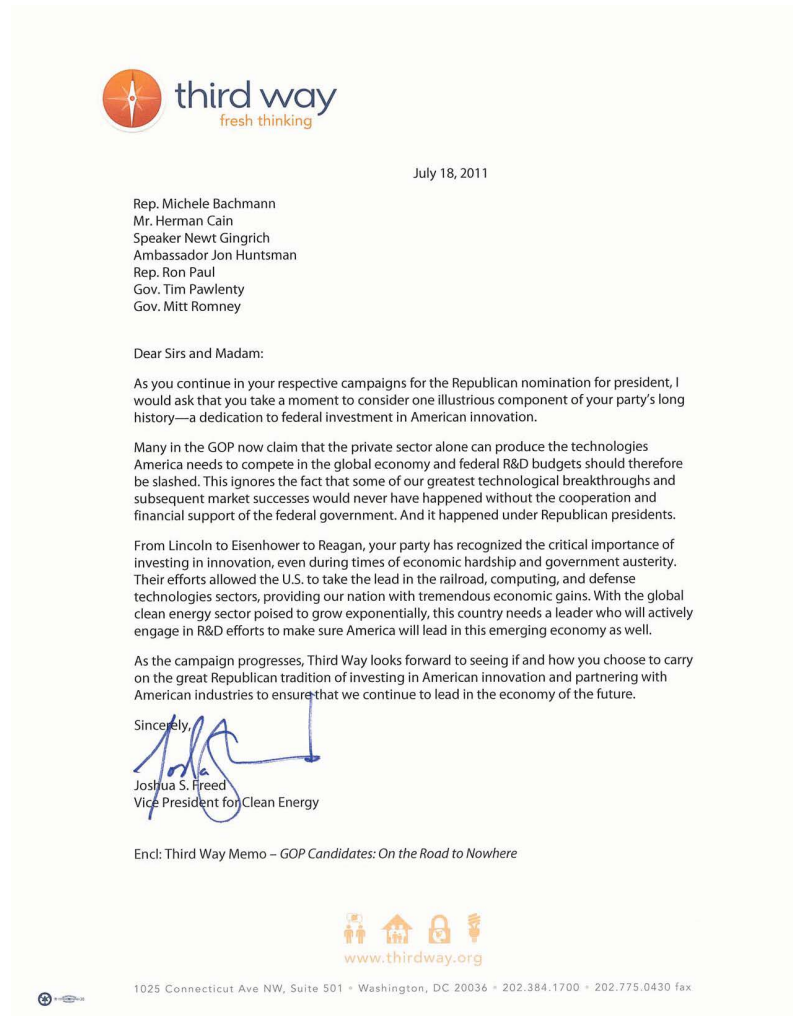 third way
fresh thinking
July 18, 2011
Rep. Michele Bachmann
Mr. Herman Cain
Speaker Newt Gingrich
Ambassador Jon Huntsman
Rep. Ron Paul
Gov. Tim Pawlenty
Gov. Mitt Romney
Dear Sirs and Madam:
As you continue in your respective campaigns for the Republican nomination for president, I
would ask that you take a moment to consider one illustrious component of your party's long
history—a dedication to federal investment in American innovation.
Many in the GOP now claim that the private sector alone can produce the technologies
America needs to compete in the global economy and federal R&D budgets should therefore
be slashed. This ignores the fact that some of our greatest technological breakthroughs and
subsequent market successes would never have happened without the cooperation and
financial support of the federal government. And it happened under Republican presidents.
From Lincoln to Eisenhower to Reagan, your party has recognized the critical importance of
investing in innovation, even during times of economic hardship and government austerity.
Their efforts allowed the U.S. to take the lead in the railroad, computing, and defense
technologies sectors, providing our nation with tremendous economic gains. With the global
clean energy sector poised to grow exponentially, this country needs a leader who will actively
engage in R&D efforts to make sure America will lead in this emerging economy as well.
As the campaign progresses, Third Way looks forward to seeing if and how you choose to carry
on the great Republican tradition of investing in American innovation and partnering with
American industries to ensure that we continue to lead in the economy of the future.
Sincerely,
Joshua S. Freed
Vice President for Clean Energy
Encl: Third Way Memo – GOP Candidates: On the Road to Nowhere
www.thirdway.org
1025 Connecticut Ave NW, Suite 501 • Washington, DC 20036 • 202.384.1700 • 202.775.0430 fax